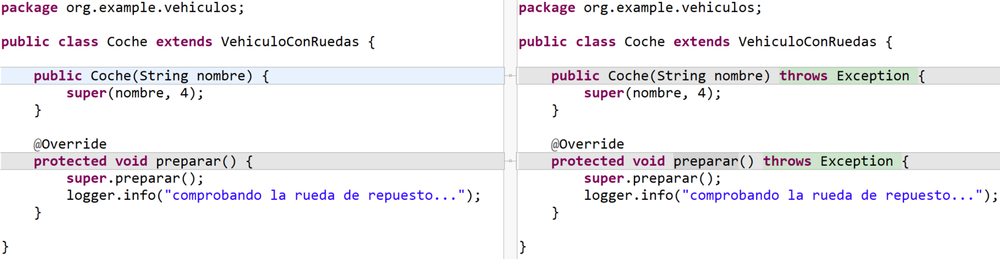 package org.example.vehiculos;
public class Coche extends VehiculoConRuedas {
    public Coche(String nombre) {
        super(nombre, 4);
    }
    @Override
    protected void preparar() {
        super.preparar();
        logger.info("comprobando la rueda de repuesto...");
    }
}
package org.example.vehiculos;
public class Coche extends VehiculoConRuedas {
    public Coche(String nombre) throws Exception {
        super(nombre, 4);
    }
    @Override
    protected void preparar() throws Exception {
        super.preparar();
        logger.info("comprobando la rueda de repuesto...");
    }
}